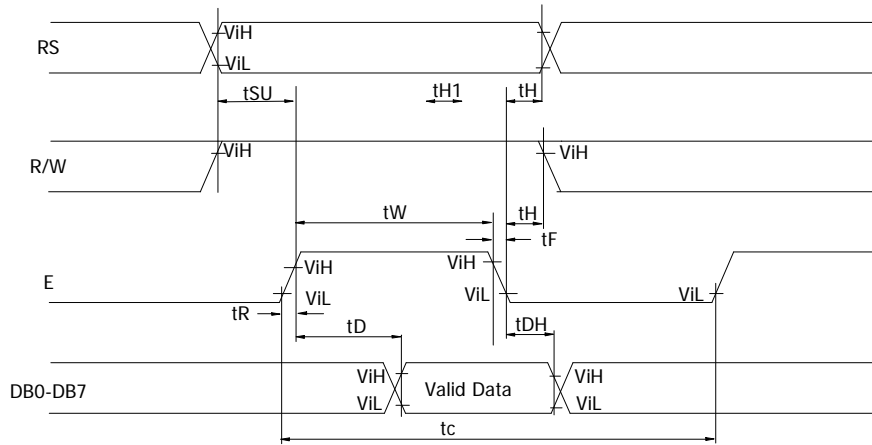 RS
ViH
ViL
tSU
tH1
tH
R/W
ViH
ViH
tW
tH
tF
E
ViH
ViH
ViL
ViL
ViL
tR
tD
tDH
DB0-DB7
ViH
Valid Data
ViH
ViL
ViL
tc